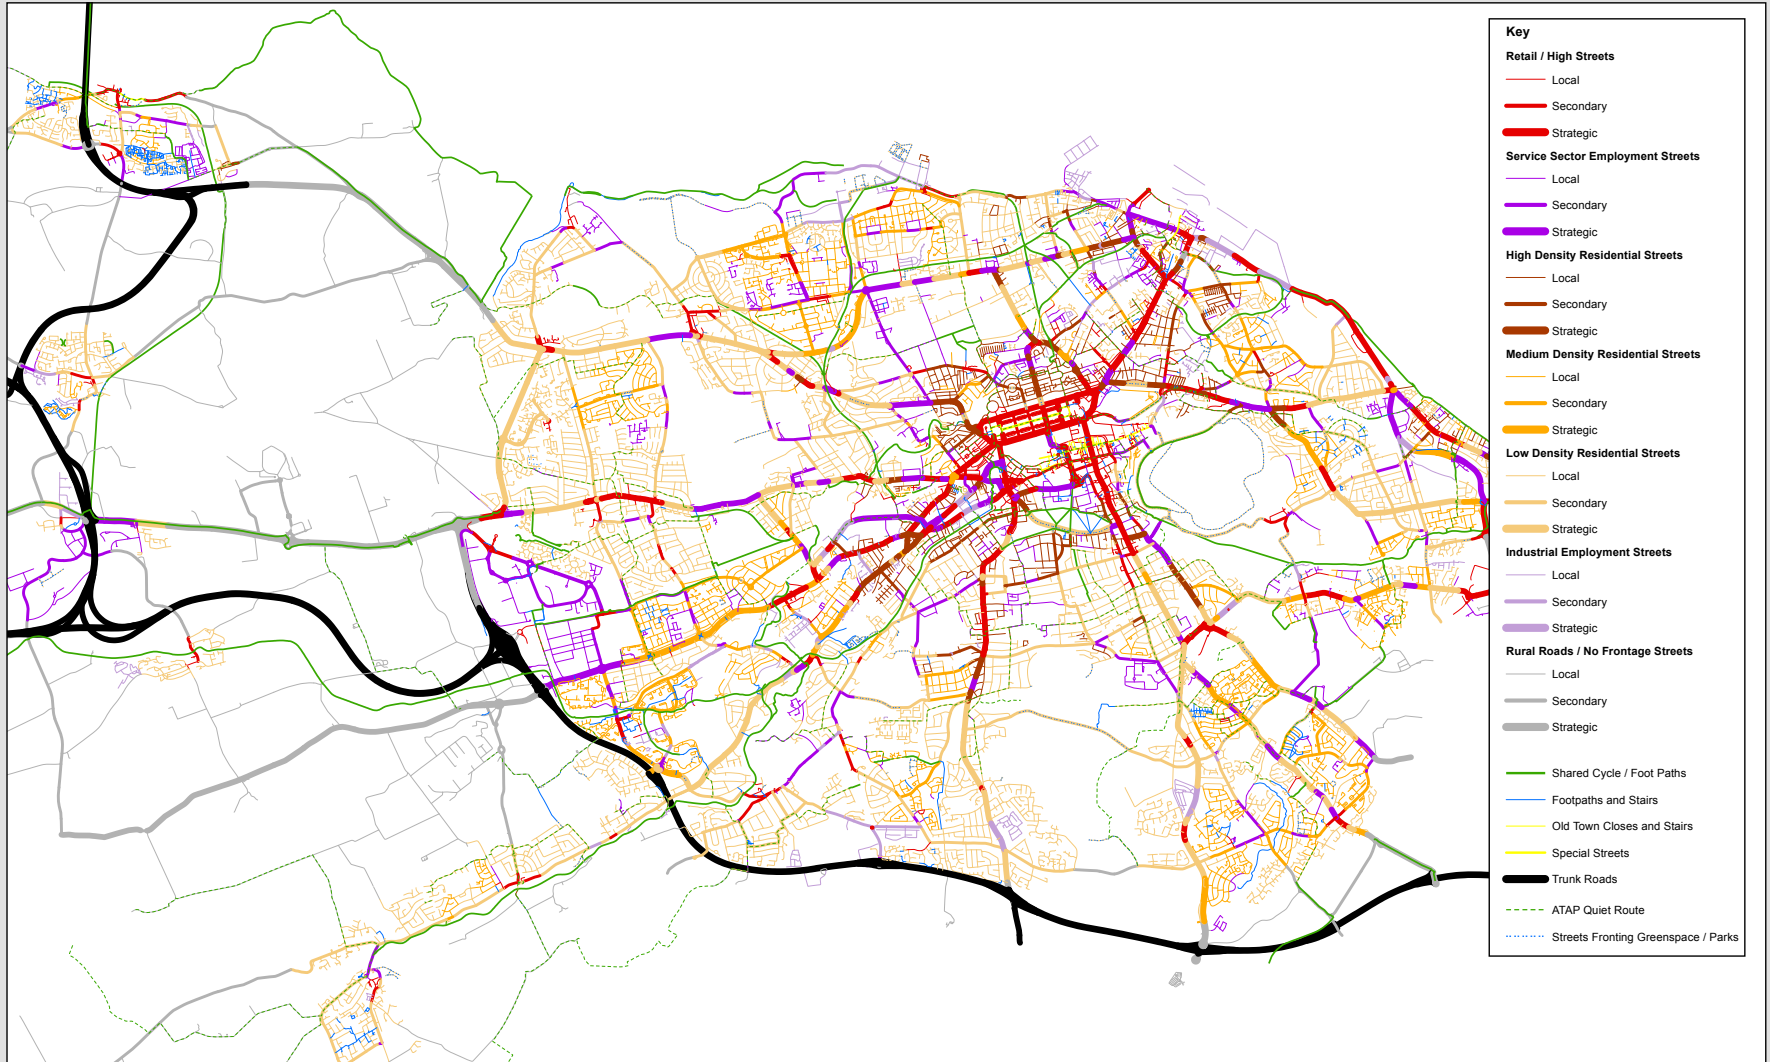 Key
Retail / High Streets
Local
Secondary
Strategic
Service Sector Employment Streets
Local
Secondary
Strategic
High Density Residential Streets
Local
Secondary
Strategic
Medium Density Residential Streets
Local
Secondary
Strategic
Low Density Residential Streets
Local
Secondary
Strategic
Industrial Employment Streets
Local
Secondary
Strategic
Rural Roads / No Frontage Streets
Local
Secondary
Strategic
Shared Cycle / Foot Paths
Footpaths and Stairs
Old Town Closes and Stairs
Special Streets
Trunk Roads
ATAP Quiet Route
Streets Fronting Greenspace / Parks